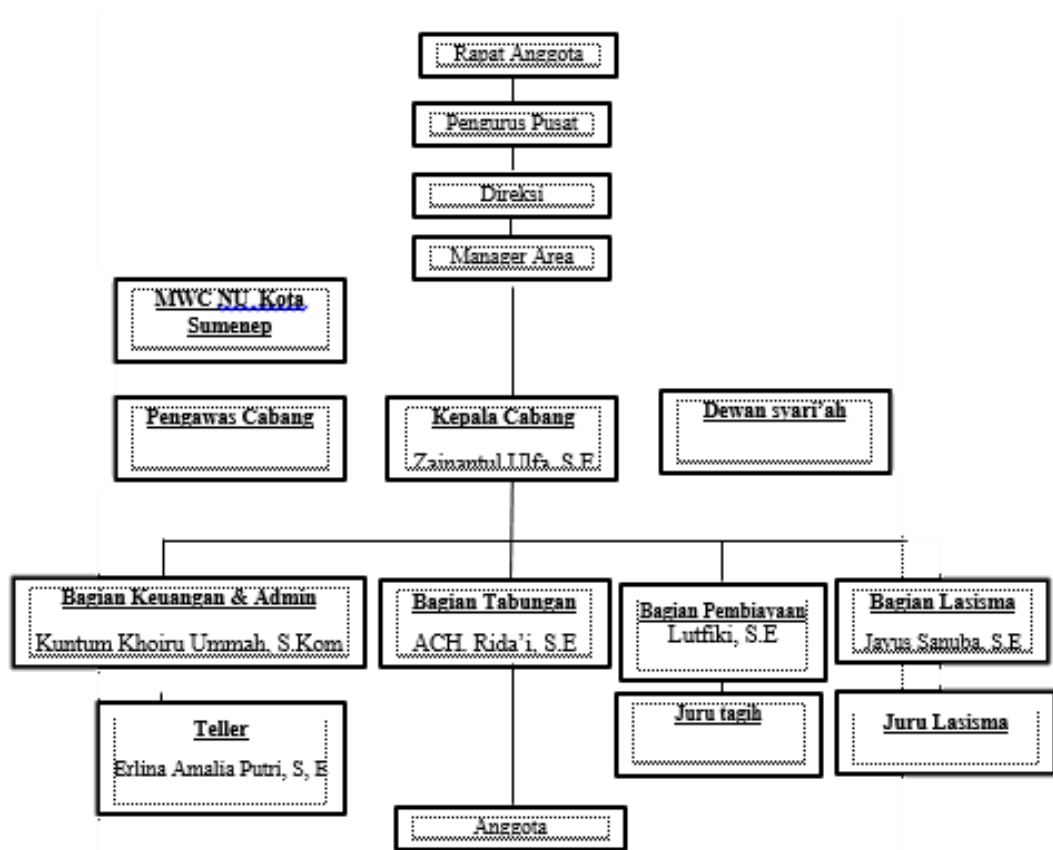 Rapat Anggota
Pengurus Pusat
Direksi
Manager Area
MWC NU Kota
Sumenep
Pengawas Cabang
Kepala Cabang
Zainantul Ulfa, S.E
Dewan syari’ah
Bagian Keuangan & Admin
Kuntum Khoiru Ummah, S.Kom
Bagian Tabungan
ACH. Rida’i, S.E
Bagian Pembiayaan
Lutfiki, S.E
Bagian Lasisma
Jayus Sanuba, S.E
Teller
Erlina Amalia Putri, S, E
Juru tagih
Juru Lasisma
Anggota